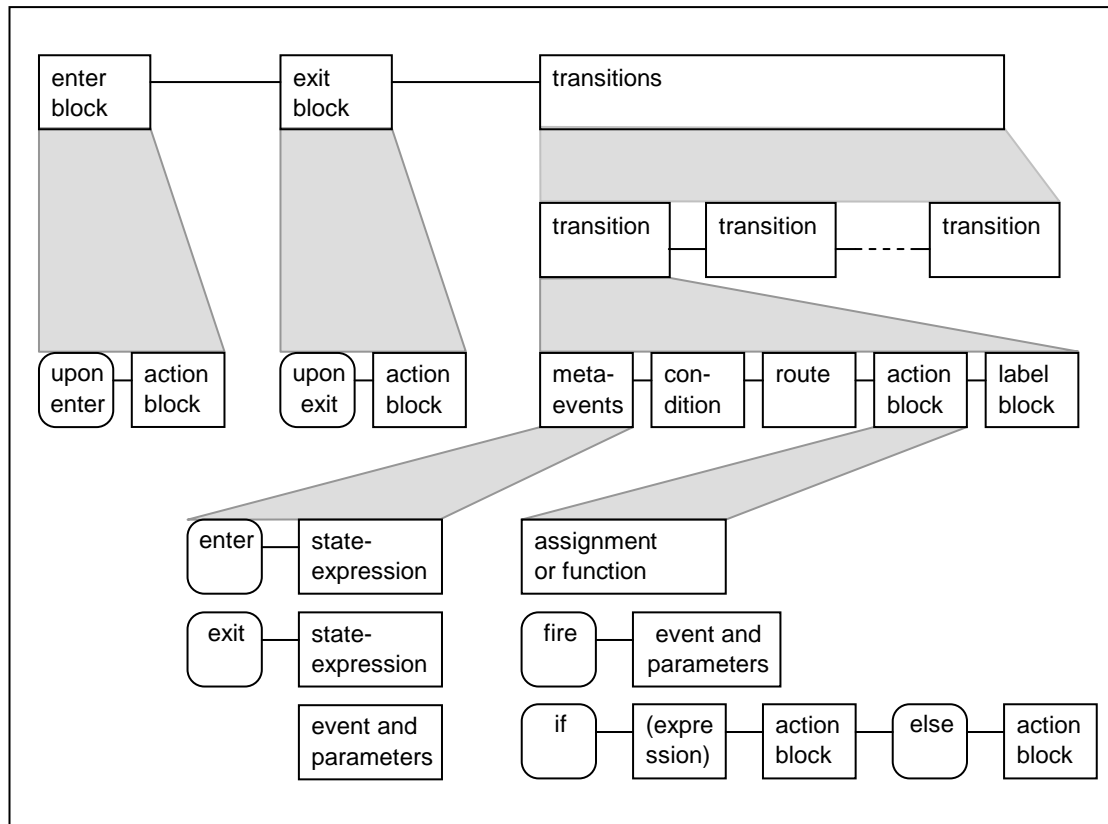 enter
block
exit
block
transitions
transition
transition
transition
upon
enter
action
block
upon
exit
action
block
meta-
events
con-
dition
route
action
block
label
block
enter
state-
expression
assignment
or function
exit
state-
expression
fire
event and
parameters
event and
parameters
if
(expre
ssion)
action
block
else
action
block